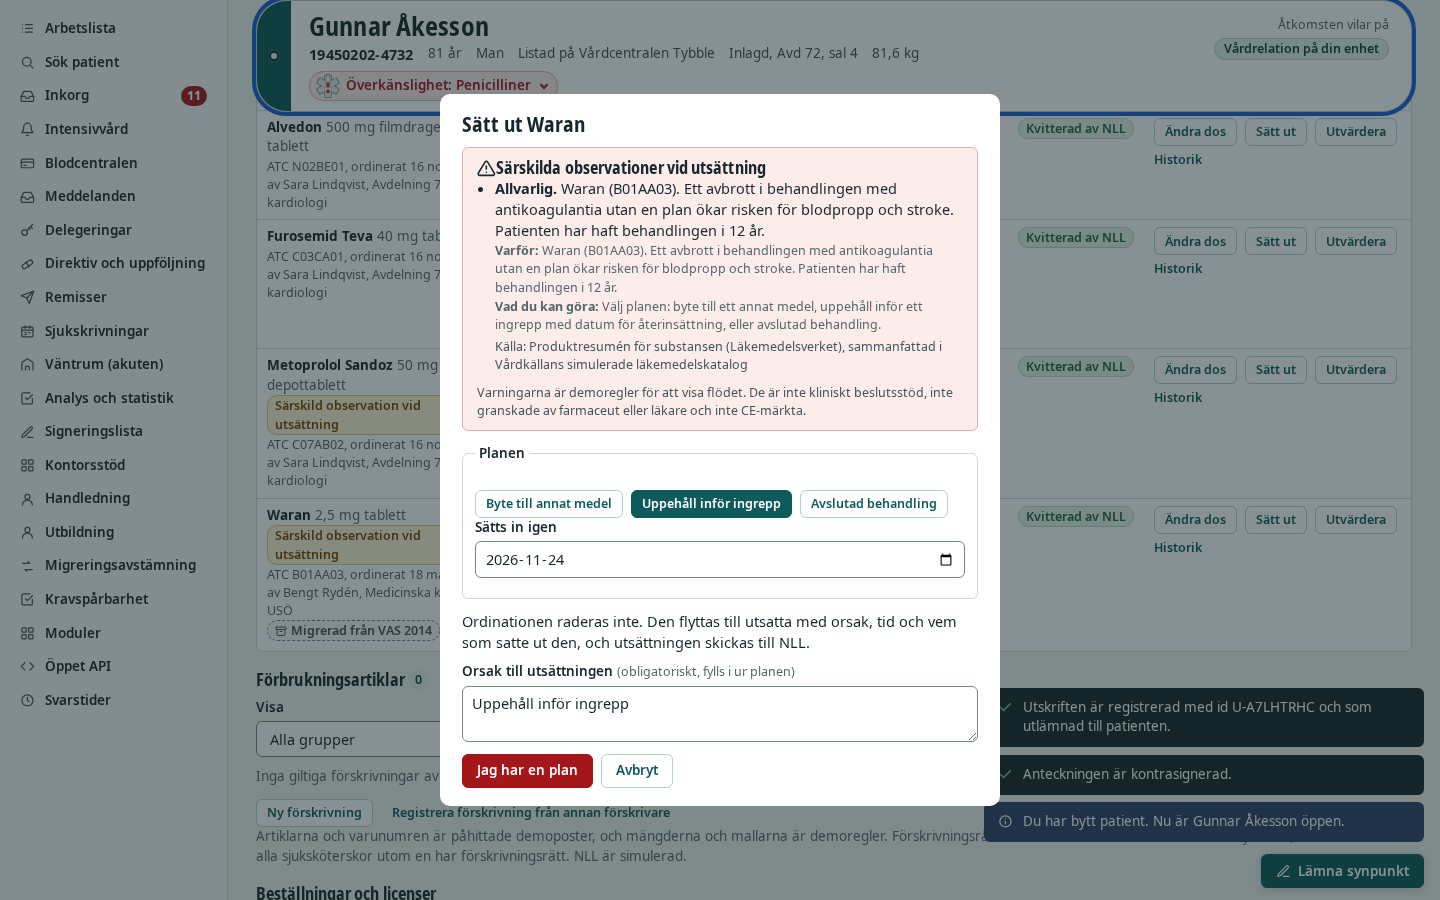 Arbetslista
Sök patient
Inkorg 11
Intensivvård
Blodcentralen
Meddelanden
Delegeringar
Direktiv och uppföljning
Remisser
Sjukskrivningar
Väntrum (akuten)
Analys och statistik
Signeringslista
Kontorsstöd
Handledning
Utbildning
Migreringsavstämning
Kravspårbarhet
Moduler
Öppet API
Svarstider
Gunnar Åkesson
19450202-4732 81 år Man Listad på Vårdcentralen Tybble Inlagd, Avd 72, sal 4 81,6 kg
Överkänslighet: Penicilliner
Åtkomsten vilar på
Vårdrelation på din enhet
Alvedon 500 mg filmdrage
tablett
ATC N02BE01, ordinerat 16 no
av Sara Lindqvist, Avdelning 7
kardiologi
Kvitterad av NLL
Ändra dos Sätt ut Utvärdera
Historik
Furosemid Teva 40 mg tab
ATC C03CA01, ordinerat 16 no
av Sara Lindqvist, Avdelning 7
kardiologi
Kvitterad av NLL
Ändra dos Sätt ut Utvärdera
Historik
Metoprolol Sandoz 50 mg
depottablett
Särskild observation vid
utsättning
ATC C07AB02, ordinerat 16 no
av Sara Lindqvist, Avdelning 7
kardiologi
Kvitterad av NLL
Ändra dos Sätt ut Utvärdera
Historik
Waran 2,5 mg tablett
Särskild observation vid
utsättning
ATC B01AA03, ordinerat 18 ma
av Bengt Rydén, Medicinska k
USÖ
Migrerad från VAS 2014
Kvitterad av NLL
Ändra dos Sätt ut Utvärdera
Historik
Förbrukningsartiklar 0
Visa
Alla grupper
Inga giltiga förskrivningar av
Ny förskrivning Registrera förskrivning från annan förskrivare
Artiklarna och varunumren är påhittade demoposter, och mängderna och mallarna är demoregler. Förskrivningsrä
alla sjuksköterskor utom en har förskrivningsrätt. NLL är simulerad.
Beställningar och licenser
Sätt ut Waran
Särskilda observationer vid utsättning
• Allvarlig. Waran (B01AA03). Ett avbrott i behandlingen med
antikoagulantia utan en plan ökar risken för blodpropp och stroke.
Patienten har haft behandlingen i 12 år.
Varför: Waran (B01AA03). Ett avbrott i behandlingen med antikoagulantia
utan en plan ökar risken för blodpropp och stroke. Patienten har haft
behandlingen i 12 år.
Vad du kan göra: Välj planen: byte till ett annat medel, uppehåll inför ett
ingrepp med datum för återinsättning, eller avslutad behandling.
Källa: Produktresumén för substansen (Läkemedelsverket), sammanfattad i
Vårdkällans simulerade läkemedelskatalog
Varningarna är demoregler för att visa flödet. De är inte kliniskt beslutsstöd, inte
granskade av farmaceut eller läkare och inte CE-märkta.
Planen
Byte till annat medel Uppehåll inför ingrepp Avslutad behandling
Sätts in igen
2026-11-24
Ordinationen raderas inte. Den flyttas till utsatta med orsak, tid och vem
som satte ut den, och utsättningen skickas till NLL.
Orsak till utsättningen (obligatoriskt, fylls i ur planen)
Uppehåll inför ingrepp
Jag har en plan Avbryt
Utskriften är registrerad med id U-A7LHTRHC och som
utlämnad till patienten.
Anteckningen är kontrasignerad.
Du har bytt patient. Nu är Gunnar Åkesson öppen.
Lämna synpunkt